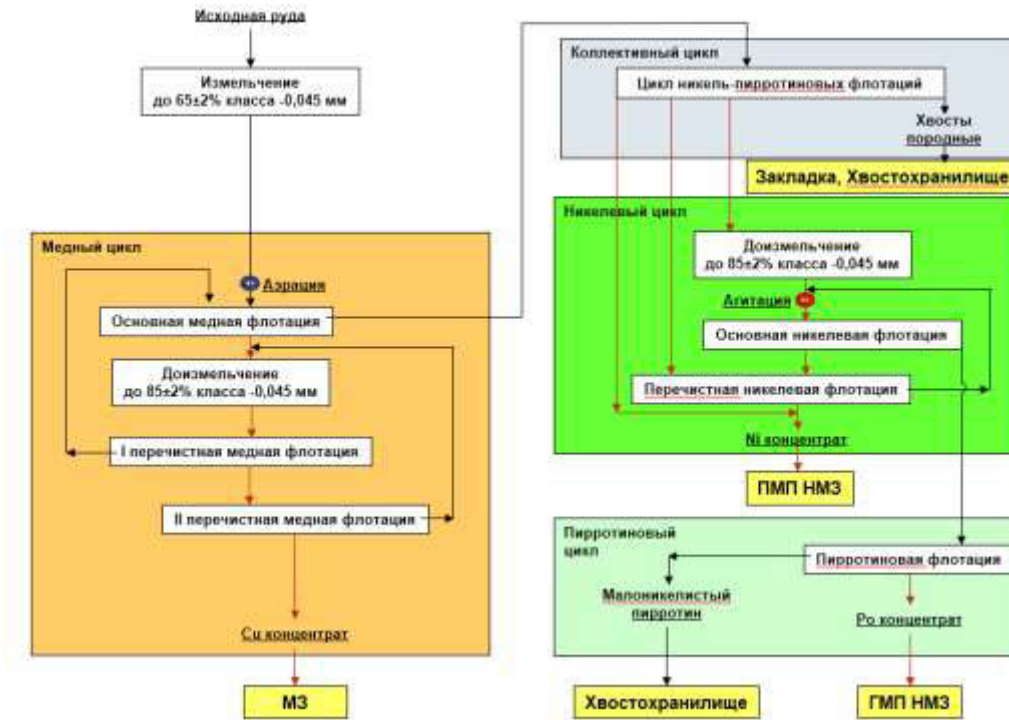 Исходная руда
Измельчение
до 65±2% класса -0,045 мм
Медный цикл
Аэрация
Основная медная флотация
Доизмельчение
до 85±2% класса -0,045 мм
I перечистная медная флотация
II перечистная медная флотация
Cu концентрат
МЗ
Коллективный цикл
Цикл никель-пирротиновых флотаций
Хвосты
породные
Закладка, Хвостохранилище
Никелевый цикл
Доизмельчение
до 85±2% класса -0,045 мм
Агитация
Основная никелевая флотация
Перечистная никелевая флотация
Ni концентрат
ПМП НМЗ
Пирротиновый
цикл
Пирротиновая флотация
Малоникелистый
пирротин
Po концентрат
Хвостохранилище
ГМП НМЗ